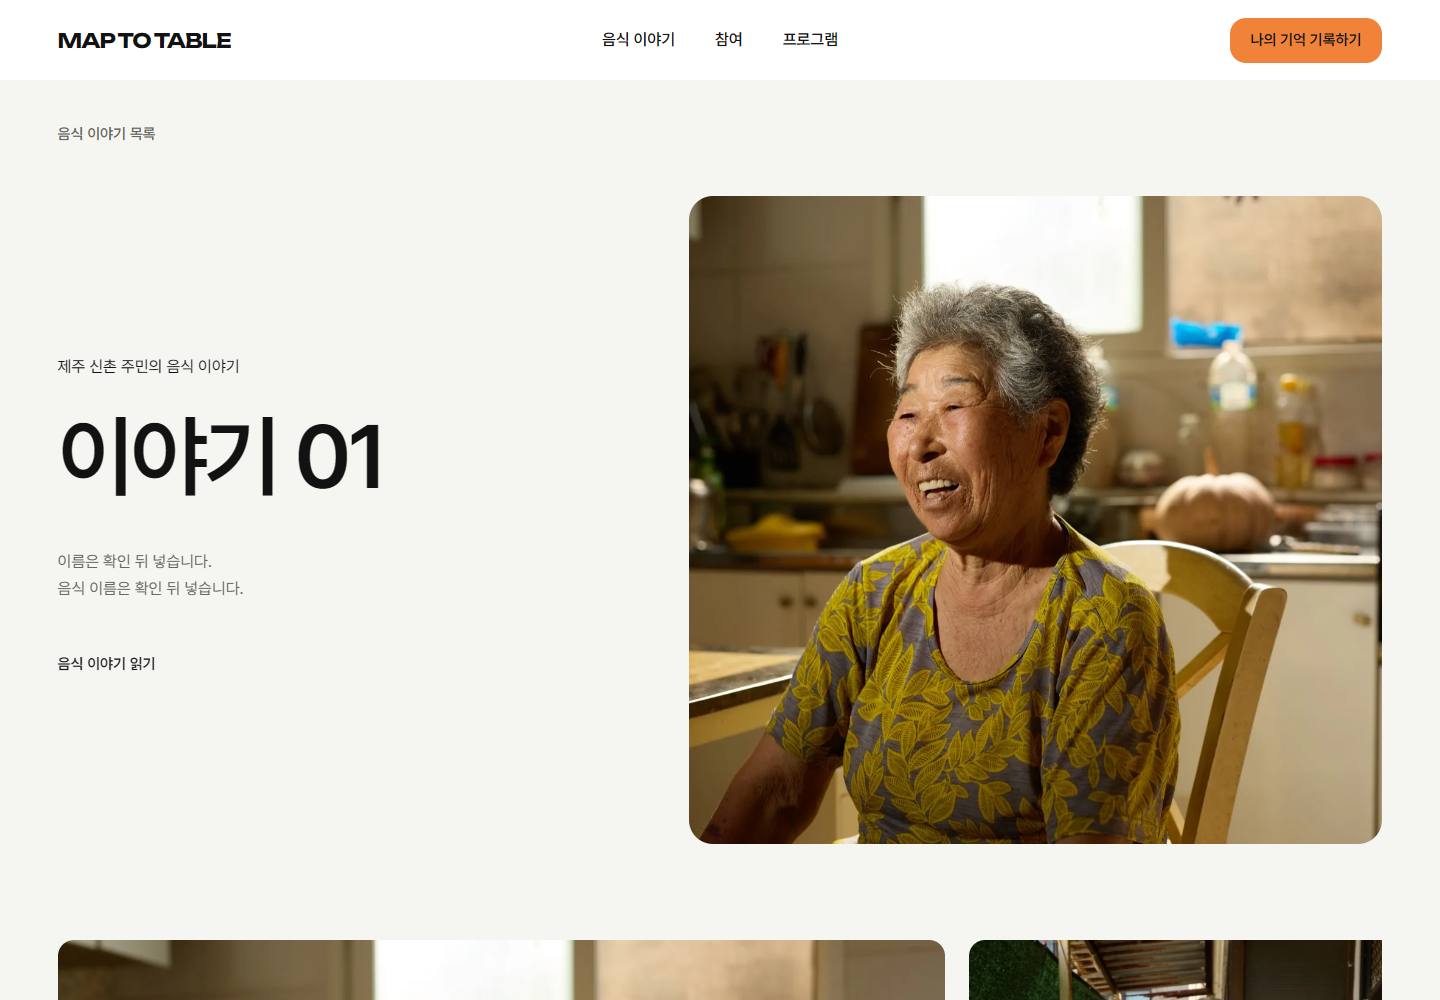 MAP TO TABLE
음식 이야기
참여
프로그램
나의 기억 기록하기
음식 이야기 목록
제주 신촌 주민의 음식 이야기
이야기 01
이름은 확인 뒤 넣습니다.
음식 이름은 확인 뒤 넣습니다.
음식 이야기 읽기